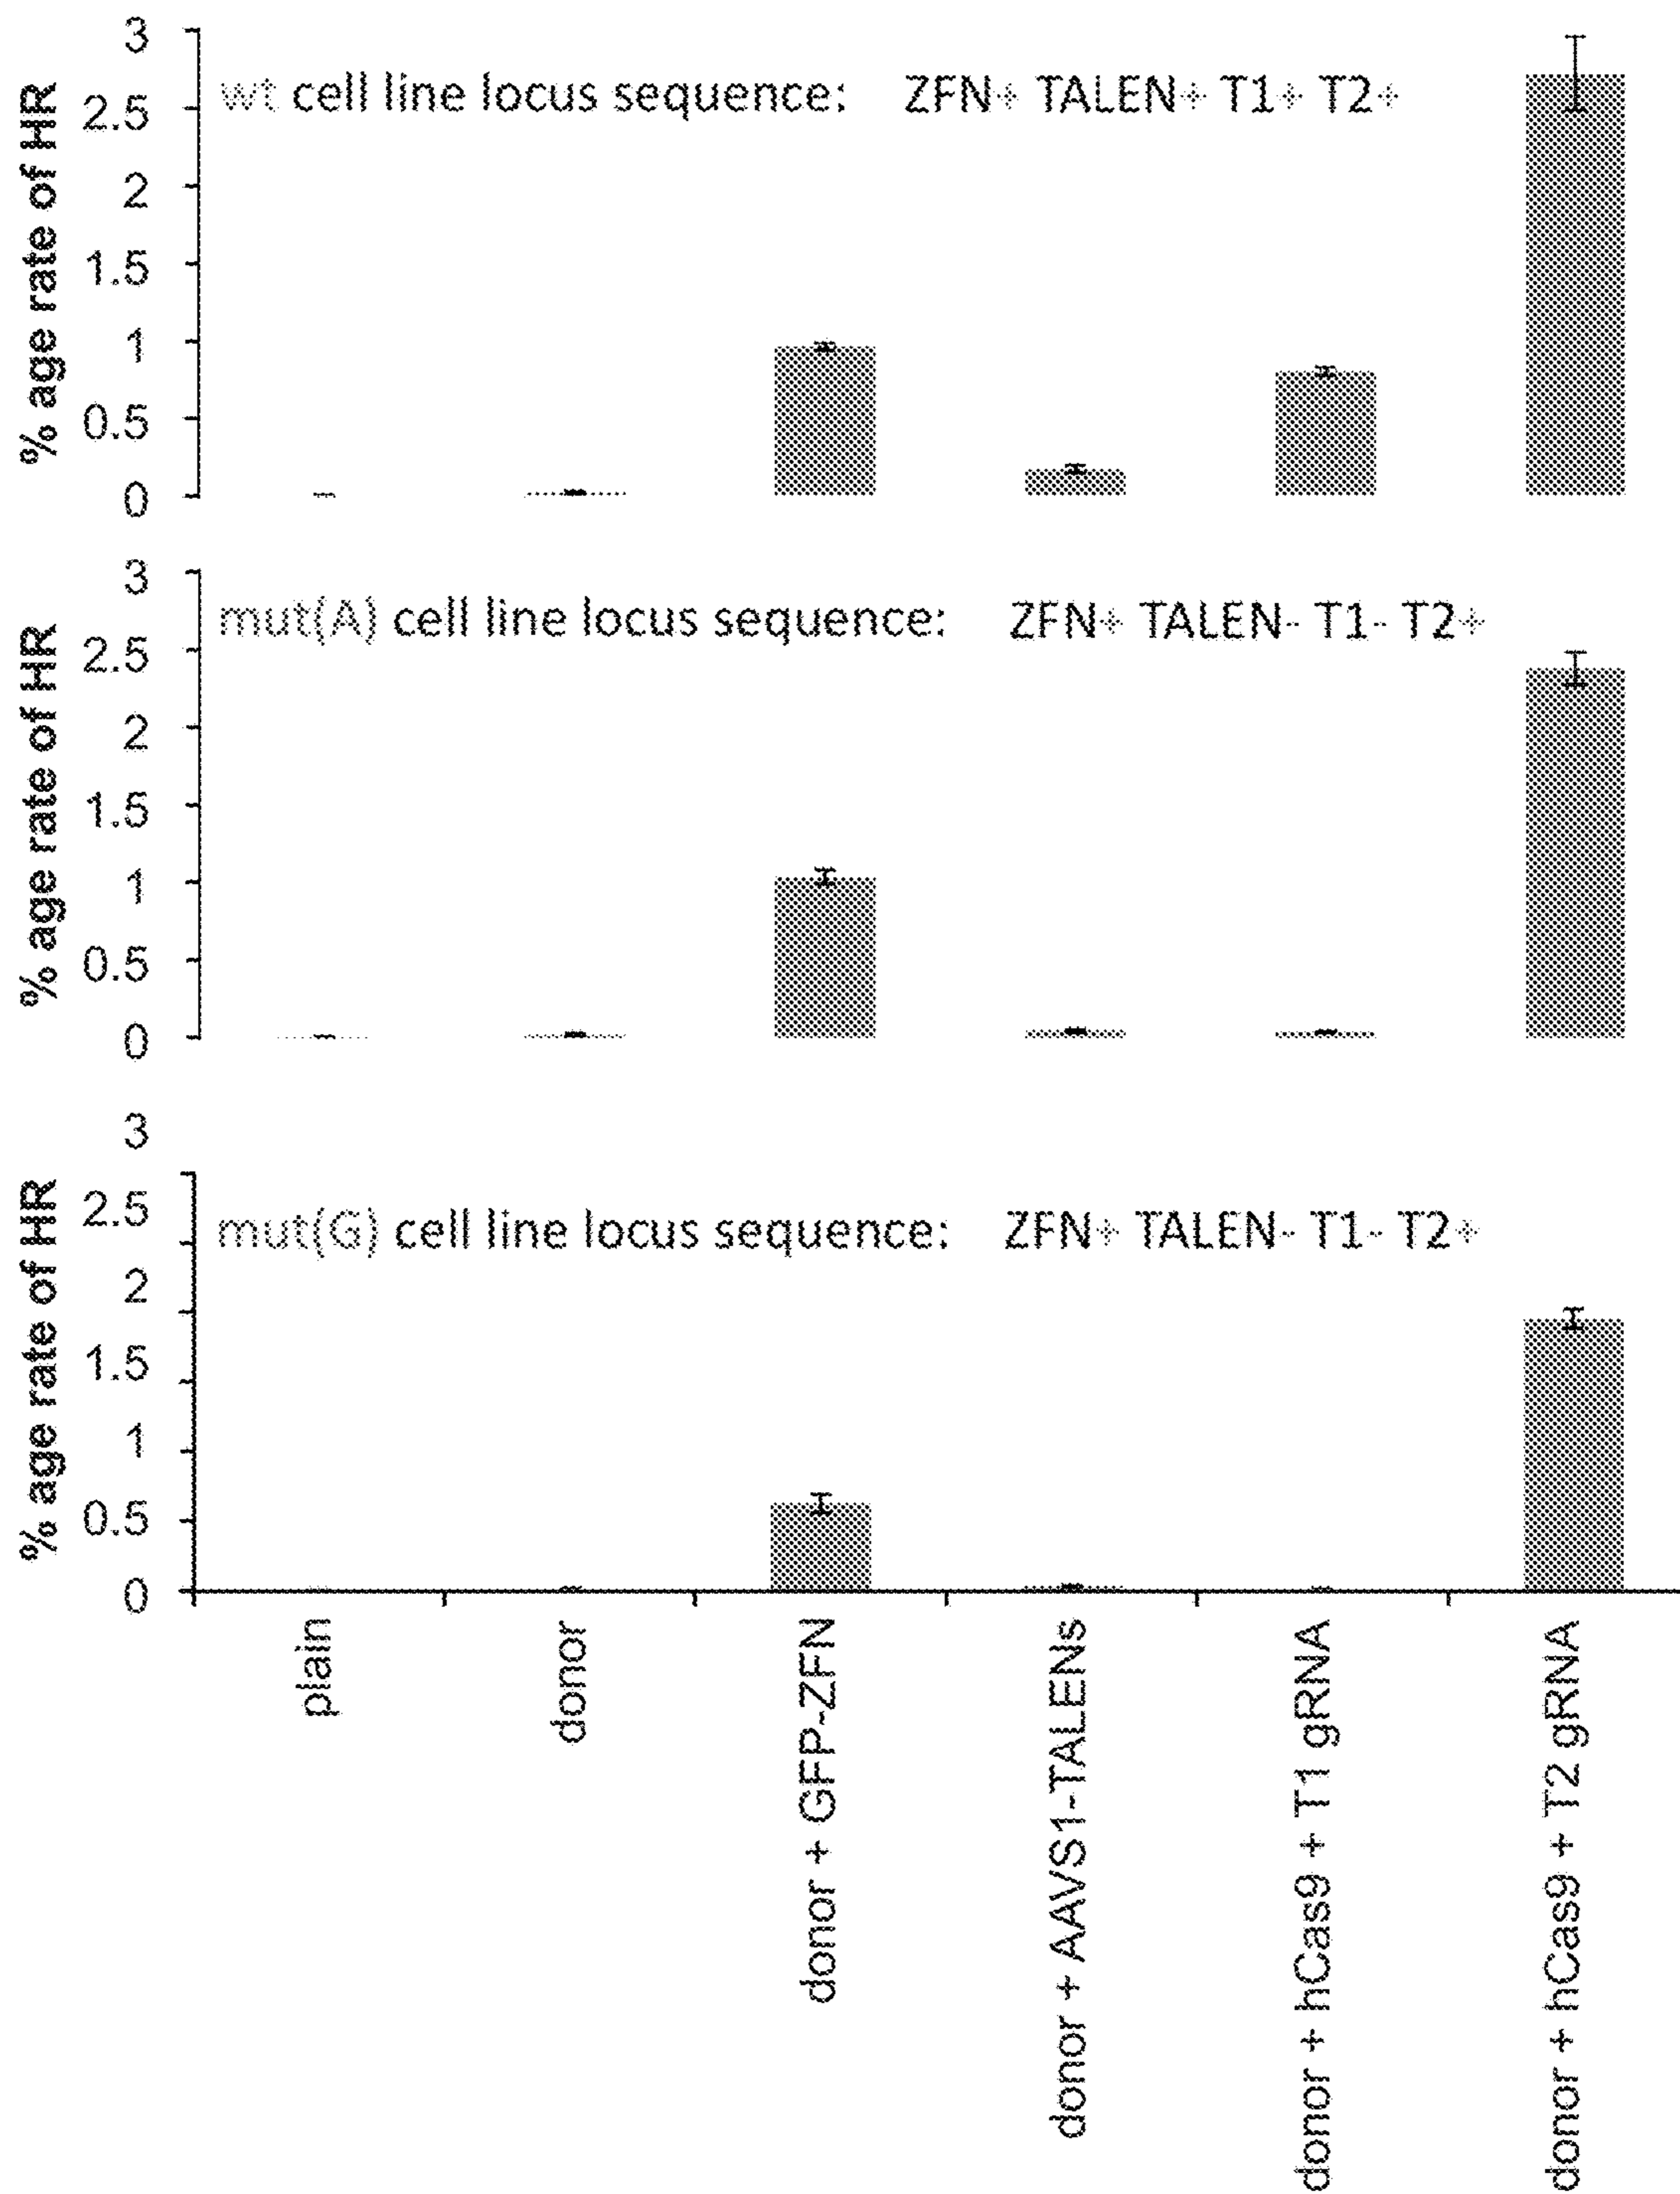 % age rate of HR
3
2.5
2
1.5
1
0.5
0
wt cell line locus sequence: ZFN+ TALEN+ T1+ T2+
% age rate of HR
3
2.5
2
1.5
1
0.5
0
mut(A) cell line locus sequence: ZFN+ TALEN- T1- T2+
% age rate of HR
3
2.5
2
1.5
1
0.5
0
mut(G) cell line locus sequence: ZFN+ TALEN- T1- T2+
plain
donor
donor + GFP-ZFN
donor + AAVS1-TALENs
donor + hCas9 + T1 gRNA
donor + hCas9 + T2 gRNA